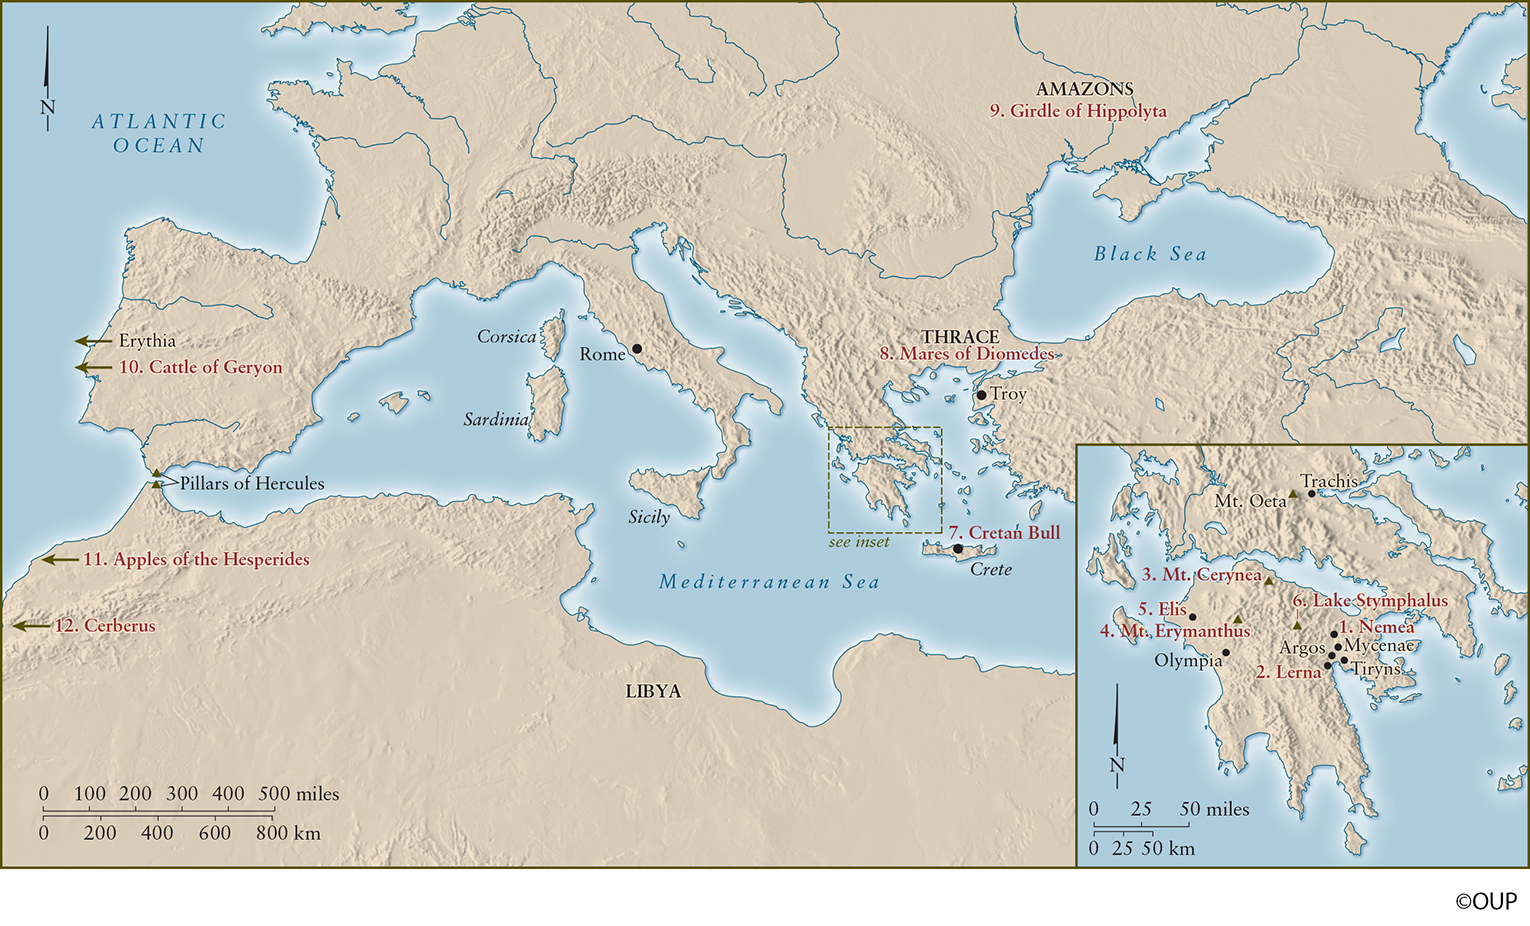 N
ATLANTIC
OCEAN
AMAZONS
9. Girdle of Hippolyta
Black Sea
Erythia
10. Cattle of Geryon
Corsica
Rome
THRACE
8. Mares of Diomedes
Troy
Sardinia
Pillars of Hercules
Sicily
see inset
7. Cretan Bull
Crete
11. Apples of the Hesperides
Mediterranean Sea
12. Cerberus
LIBYA
0 100 200 300 400 500 miles
0 200 400 600 800 km
Trachis
Mt. Oeta
3. Mt. Cerynea
6. Lake Stymphalus
5. Elis
1. Nemea
4. Mt. Erymanthus
Argos
Mycenae
Olympia
Tiryns
2. Lerna
N
0 25 50 miles
0 25 50 km
©OUP